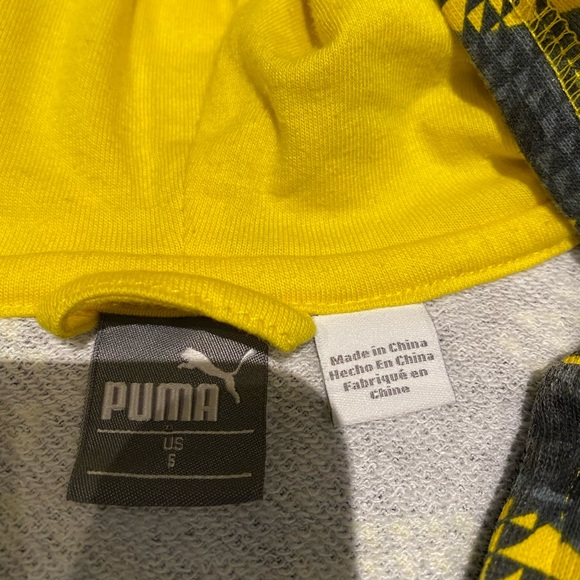 PUMA
US
6
Made in China
Hecho En China
Fabriqué en
Chine